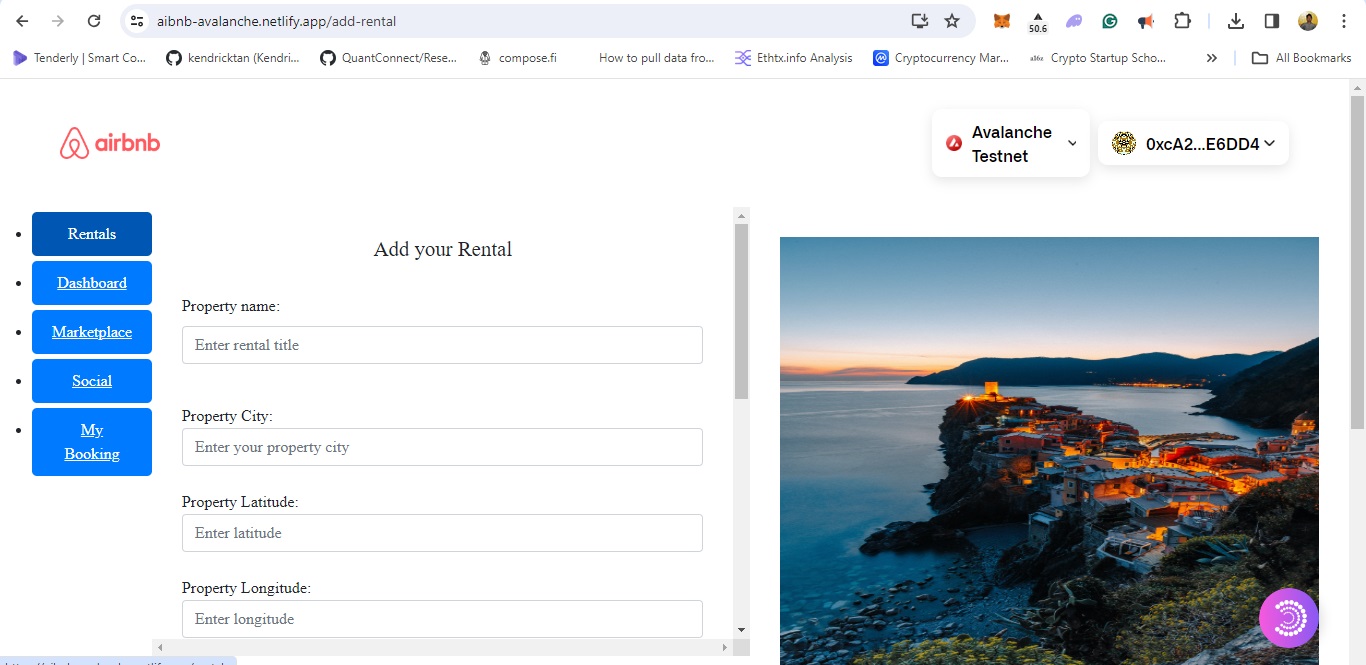 aibnb-avalanche.netlify.app/add-rental
50.6
Tenderly | Smart Co...
kendricktan (Kendri...
QuantConnect/Rese...
compose.fi
How to pull data fro...
Ethtx.info Analysis
Cryptocurrency Mar...
a16z
Crypto Startup Scho...
All Bookmarks
airbnb
Avalanche
Testnet
0xcA2...E6DD4
Rentals
Dashboard
Marketplace
Social
My
Booking
Add your Rental
Property name:
Enter rental title
Property City:
Enter your property city
Property Latitude:
Enter latitude
Property Longitude:
Enter longitude